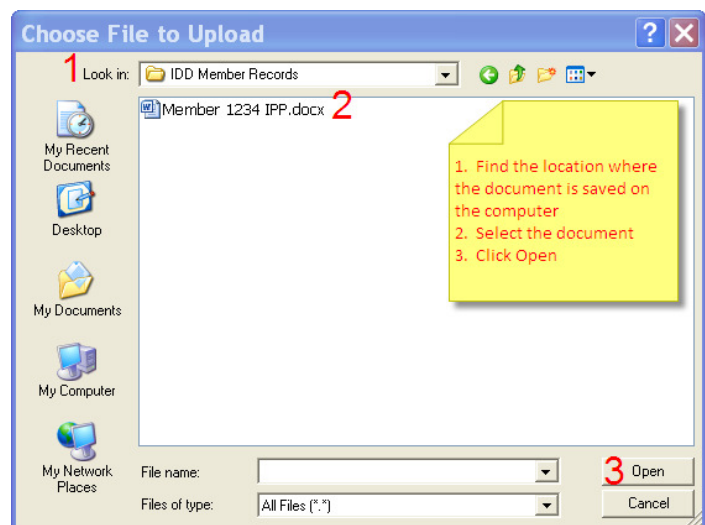 Choose File to Upload
?
1 Look in: IDD Member Records
Member 1234 IPP.docx 2
My Recent
Documents
Desktop
My Documents
My Computer
My Network
Places
1. Find the location where
the document is saved on
the computer
2. Select the document
3. Click Open
File name:
3 Open
Files of type: All Files (*.*)
Cancel